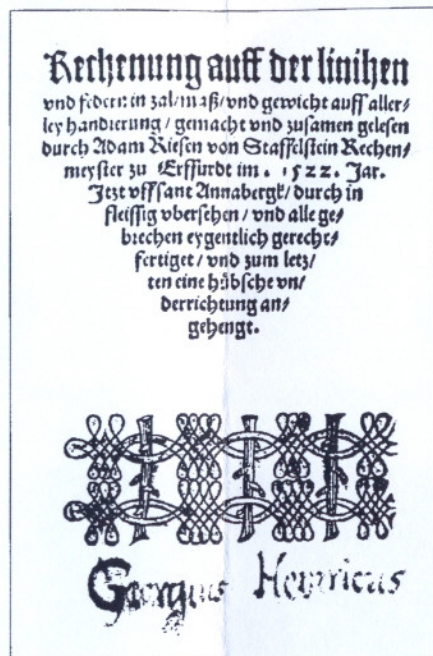 Rechenung auff der linihen
vnd federn in zal/maß/vnd gewicht auff aller⸗
ley handierung / gemacht vnd zusamen gelesen
durch Adam Riesen von Staffelstein Rechen⸗
meyster zu Erffurdt im . 1522. Jar.
Jetzt vffsant Annabergk/ durch in
fleissig vbersehen / vnd alle ge⸗
brechen eygentlich gerecht⸗
fertiget / vnd zum letz⸗
ten eine hübsche vn⸗
derrichtung an⸗
gehengt.
Georgius Henricus